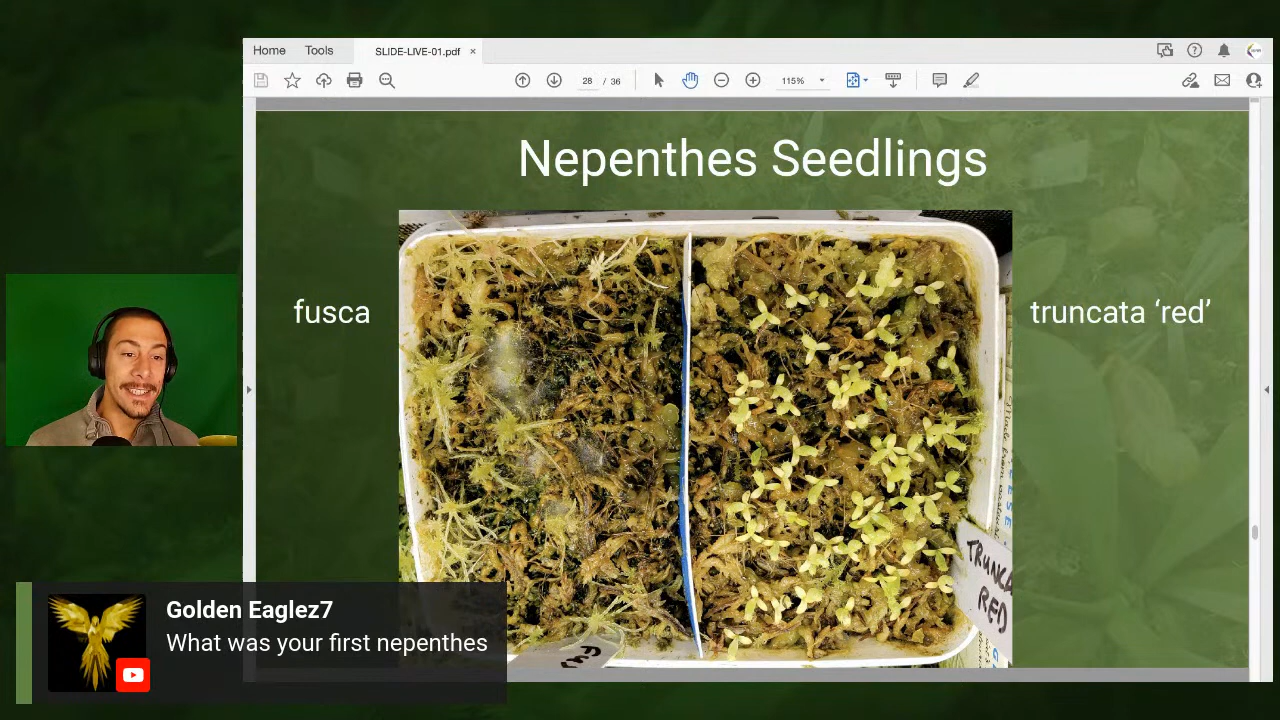 Home Tools SLIDE-LIVE-01.pdf ×
28 / 36 115%
Nepenthes Seedlings
fusca
truncata ‘red’
RED
Golden Eaglez7
What was your first nepenthes